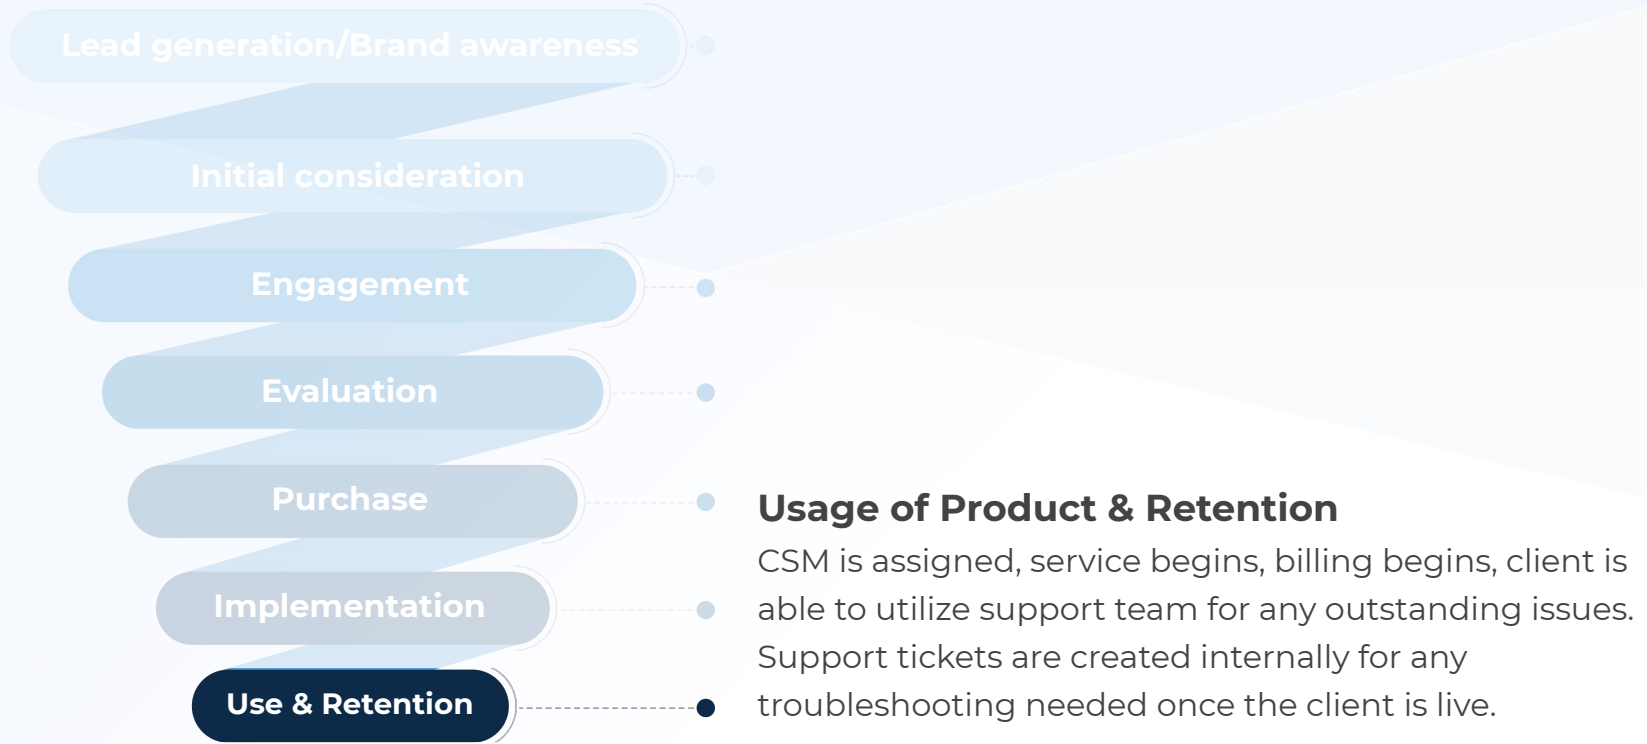 Lead generation/Brand awareness
Initial consideration
Engagement
Evaluation
Purchase
Implementation
Use & Retention
Usage of Product & Retention
CSM is assigned, service begins, billing begins, client is
able to utilize support team for any outstanding issues.
Support tickets are created internally for any
troubleshooting needed once the client is live.